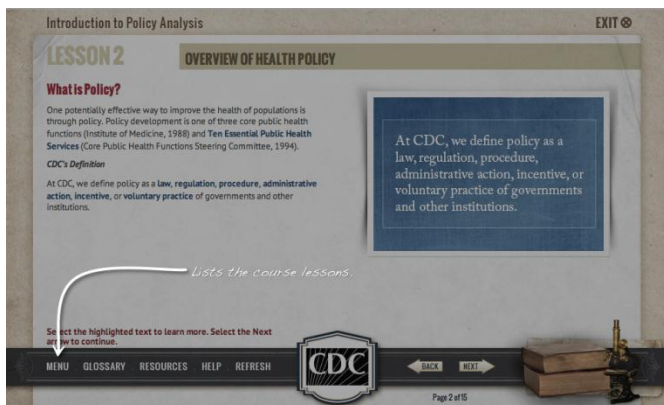 Introduction to Policy Analysis
EXIT
LESSON 2
OVERVIEW OF HEALTH POLICY
What is Policy?
One potentially effective way to improve the health of populations is
through policy. Policy development is one of three core public health
functions (Institute of Medicine, 1988) and Ten Essential Public Health
Services (Core Public Health Functions Steering Committee, 1994).
CDC's Definition
At CDC, we define policy as a law, regulation, procedure, administrative
action, incentive, or voluntary practice of governments and other
institutions.
At CDC, we define policy as a
law, regulation, procedure,
administrative action, incentive, or
voluntary practice of governments
and other institutions.
Lists the course lessons.
Select the highlighted text to learn more. Select the Next
arrow to continue.
MENU GLOSSARY RESOURCES HELP REFRESH
CDC
BACK NEXT
Page 2 of 15